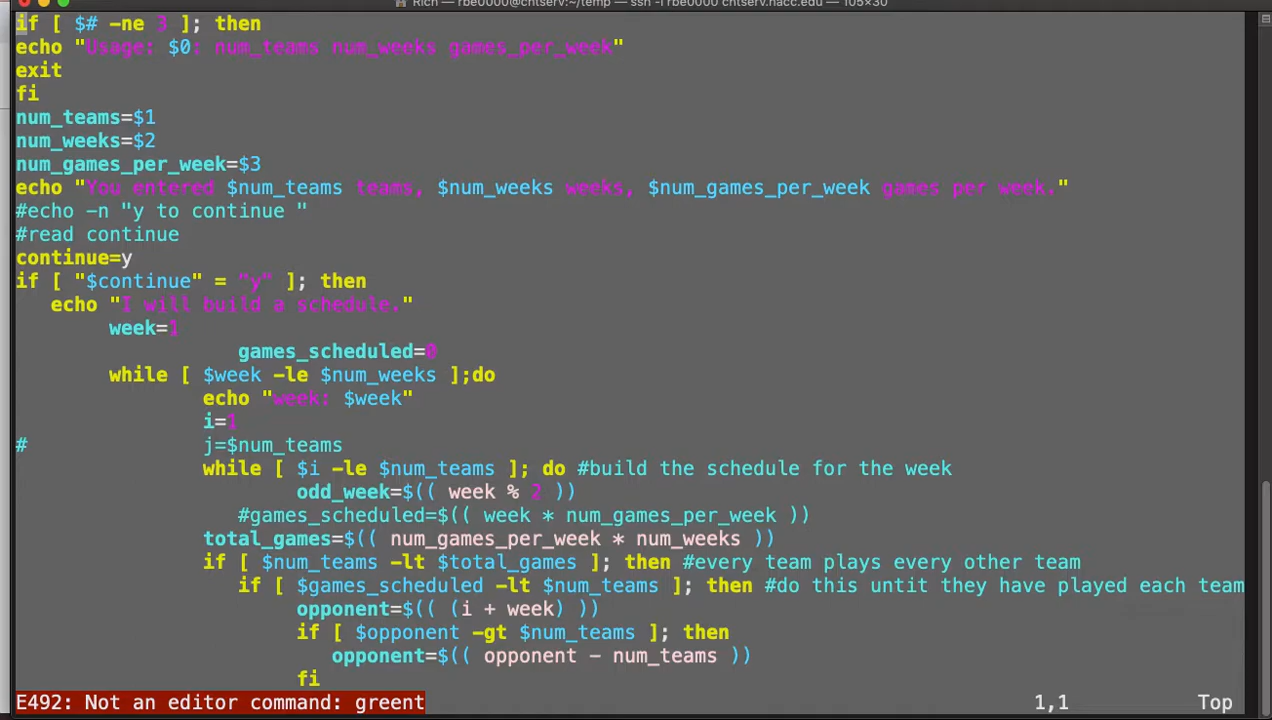 Rich — rbe0000@cntserv:~/temp — ssh -l rbe0000 cntserv.hacc.edu — 105×30
if [ $# -ne 3 ]; then
echo "Usage: $0: num_teams num_weeks games_per_week"
exit
fi
num_teams=$1
num_weeks=$2
num_games_per_week=$3
echo "You entered $num_teams teams, $num_weeks weeks, $num_games_per_week games per week."
#echo -n "y to continue "
#read continue
continue=y
if [ "$continue" = "y" ]; then
echo "I will build a schedule."
week=1
games_scheduled=0
while [ $week -le $num_weeks ];do
echo "week: $week"
i=1
# j=$num_teams
while [ $i -le $num_teams ]; do #build the schedule for the week
odd_week=$(( week % 2 ))
#games_scheduled=$(( week * num_games_per_week ))
total_games=$(( num_games_per_week * num_weeks ))
if [ $num_teams -lt $total_games ]; then #every team plays every other team
if [ $games_scheduled -lt $num_teams ]; then #do this untit they have played each team
opponent=$(( (i + week) ))
if [ $opponent -gt $num_teams ]; then
opponent=$(( opponent - num_teams ))
fi
E492: Not an editor command: greent 1,1 Top